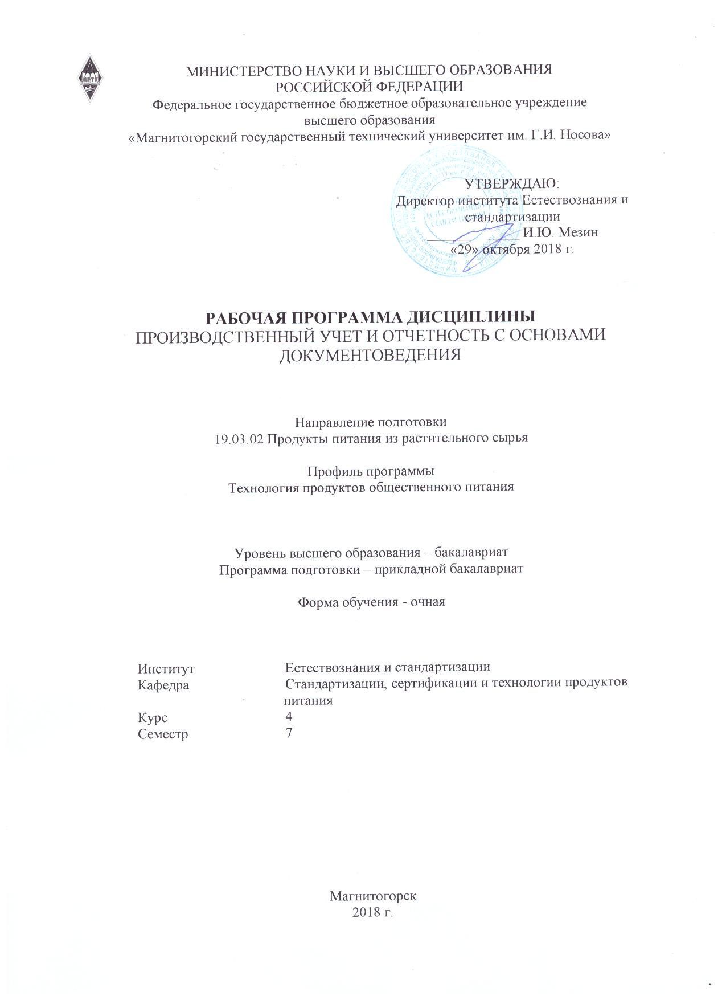 МГТУ
МИНИСТЕРСТВО НАУКИ И ВЫСШЕГО ОБРАЗОВАНИЯ
РОССИЙСКОЙ ФЕДЕРАЦИИ
Федеральное государственное бюджетное образовательное учреждение
высшего образования
«Магнитогорский государственный технический университет им. Г.И. Носова»
УТВЕРЖДАЮ:
Директор института Естествознания и
стандартизации
И.Ю. Мезин
«29» октября 2018 г.
РАБОЧАЯ ПРОГРАММА ДИСЦИПЛИНЫ
ПРОИЗВОДСТВЕННЫЙ УЧЕТ И ОТЧЕТНОСТЬ С ОСНОВАМИ
ДОКУМЕНТОВЕДЕНИЯ
Направление подготовки
19.03.02 Продукты питания из растительного сырья
Профиль программы
Технология продуктов общественного питания
Уровень высшего образования – бакалавриат
Программа подготовки – прикладной бакалавриат
Форма обучения - очная
Институт Естествознания и стандартизации
Кафедра Стандартизации, сертификации и технологии продуктов
питания
Курс 4
Семестр 7
Магнитогорск
2018 г.